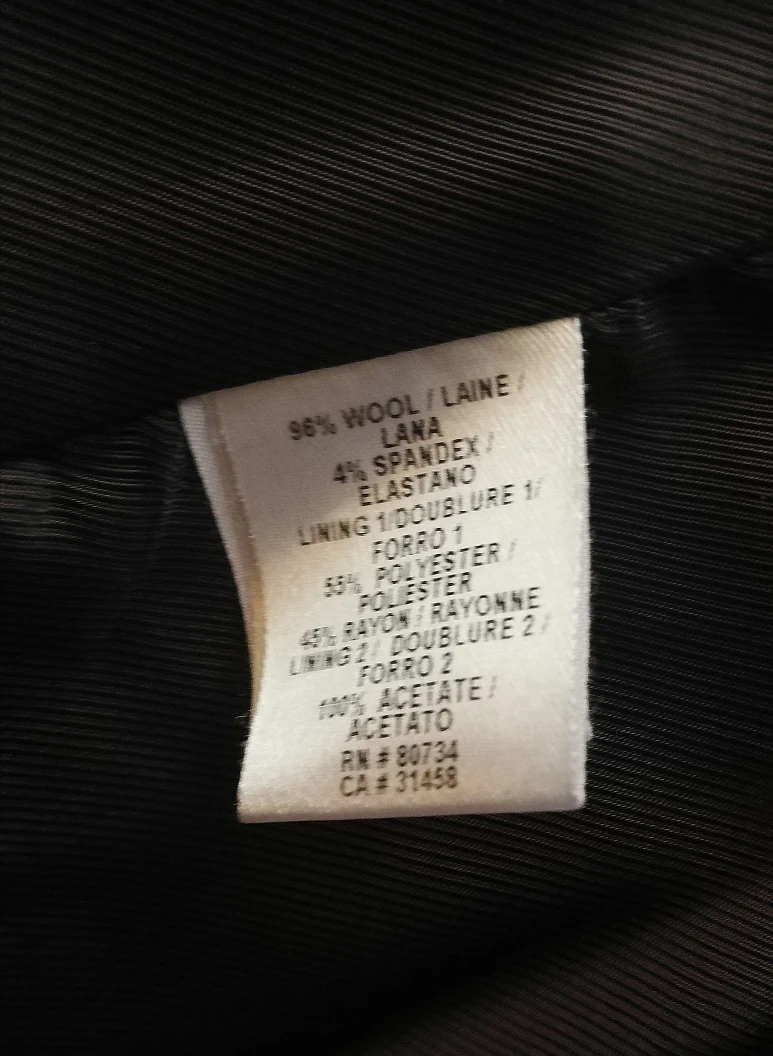 96% WOOL / LAINE /
LANA
4% SPANDEX /
ELASTANO
LINING 1/DOUBLURE 1/
FORRO 1
55% POLYESTER /
POLIESTER
45% RAYON / RAYONNE
LINING 2 / DOUBLURE 2 /
FORRO 2
100% ACETATE /
ACETATO
RN # 80734
CA # 31458